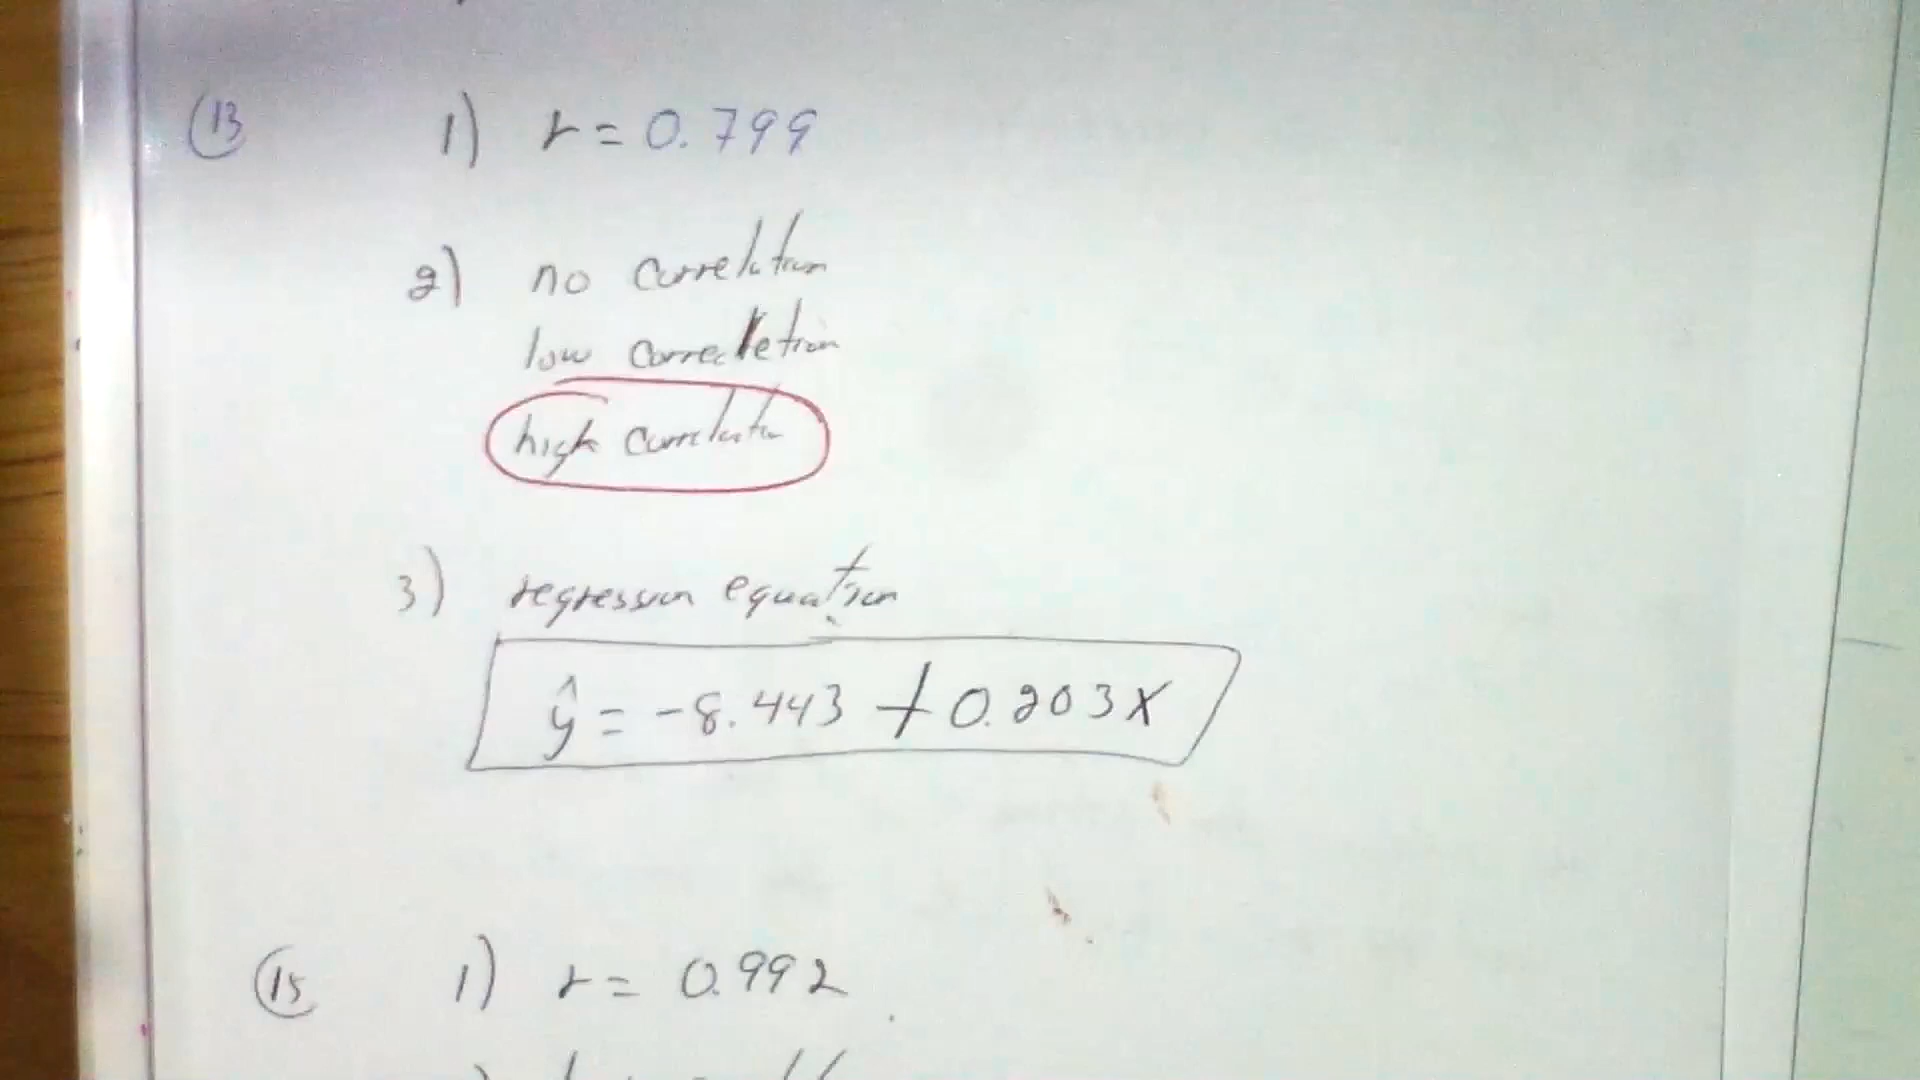 13 1) r = 0.799
2) no correlation
low correletion
high correlation
3) regression equation
ŷ = -8.443 + 0.203x
15 1) r = 0.992